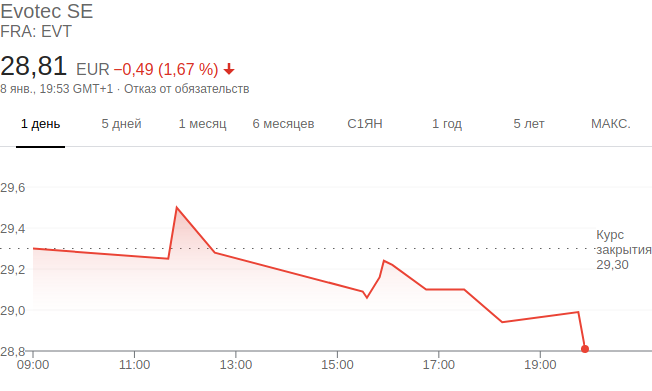 Evotec SE
FRA: EVT
28,81 EUR −0,49 (1,67 %)
8 янв., 19:53 GMT+1 · Отказ от обязательств
1 день 5 дней 1 месяц 6 месяцев С1ЯН 1 год 5 лет МАКС.
29,6
29,4
Курс
закрытия
29,30
29,2
29,0
28,8
09:00 11:00 13:00 15:00 17:00 19:00